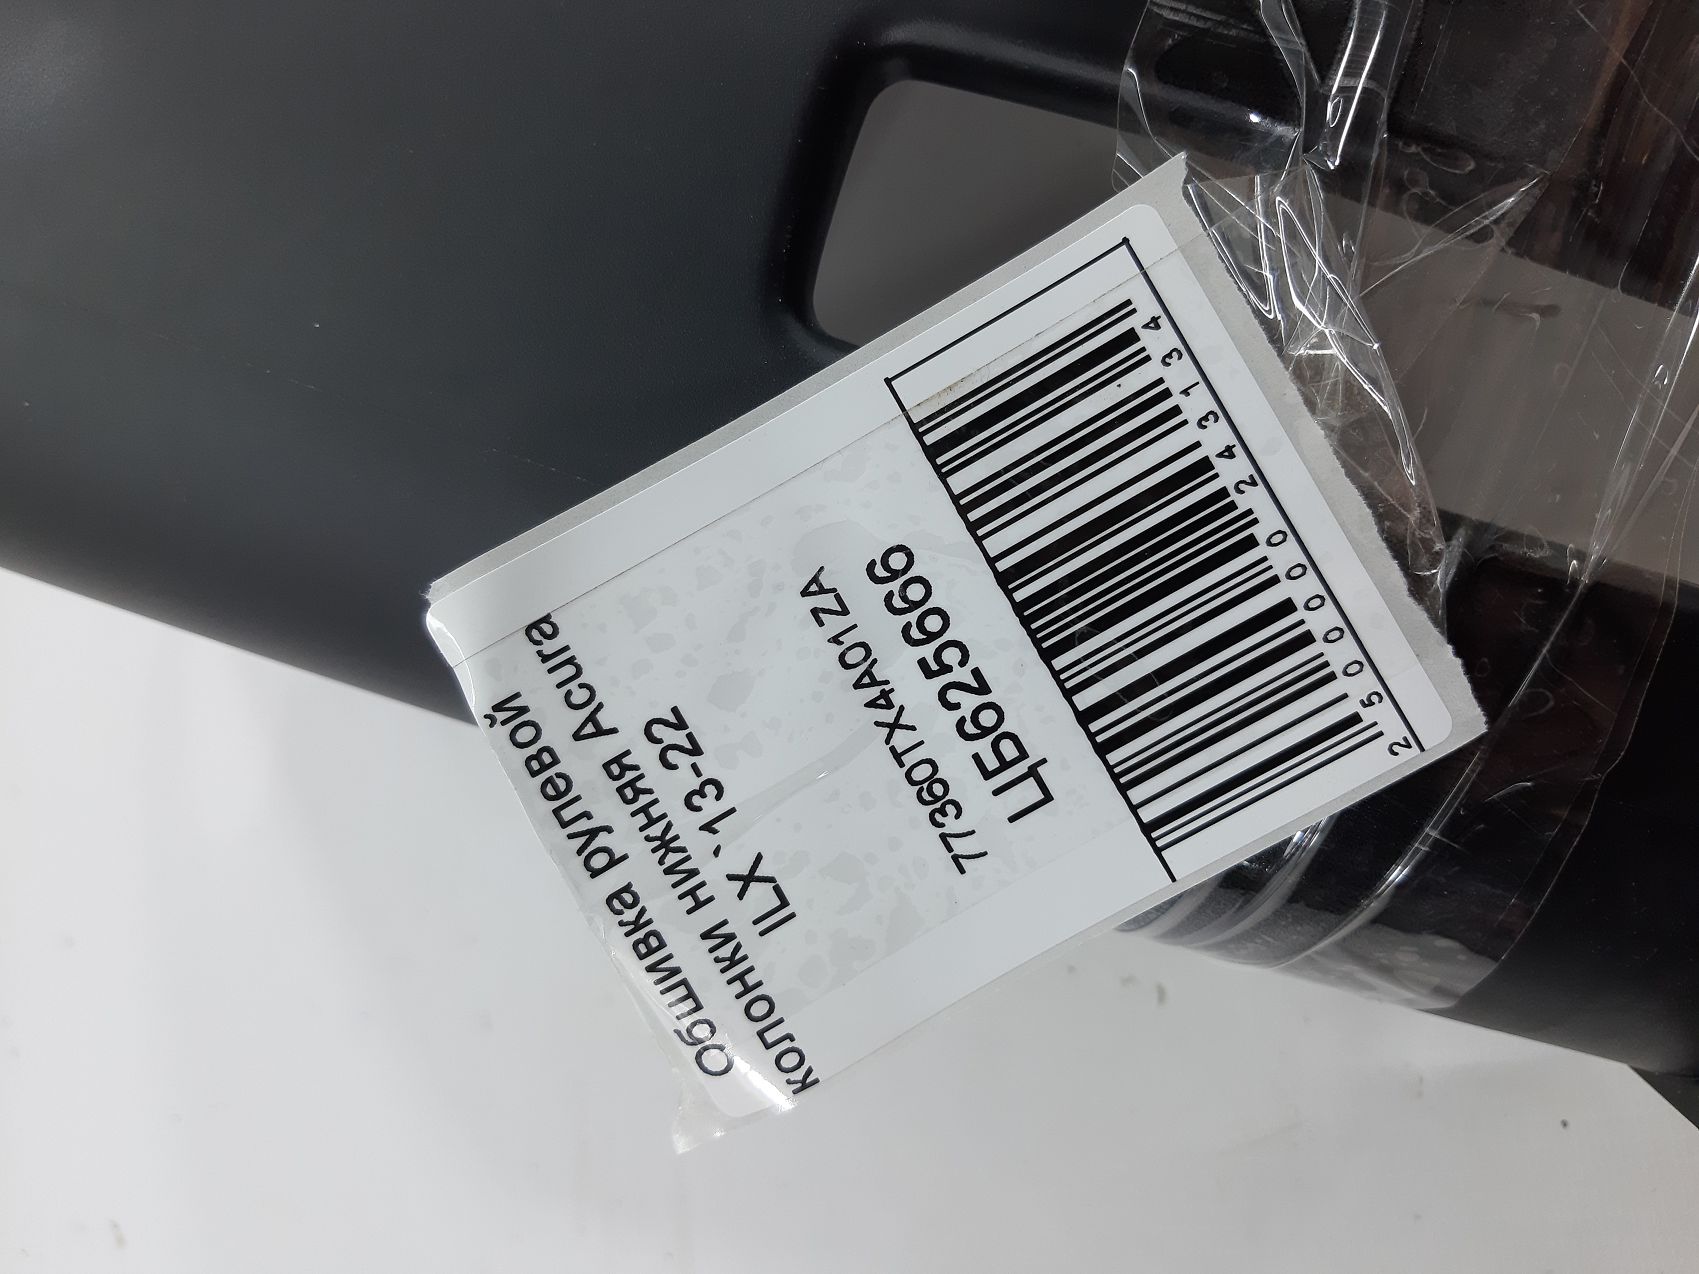 Обшивка рулевой
колонки нижняя Acura
ILX `13-22
77360TX4A01ZA
ЦБ625666
2500000243134